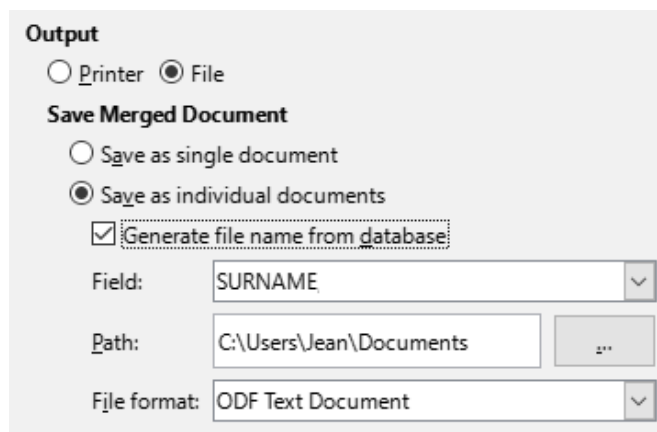 Output
Printer File
Save Merged Document
Save as single document
Save as individual documents
Generate file name from database
Field: SURNAME
Path: C:\Users\Jean\Documents ...
File format: ODF Text Document